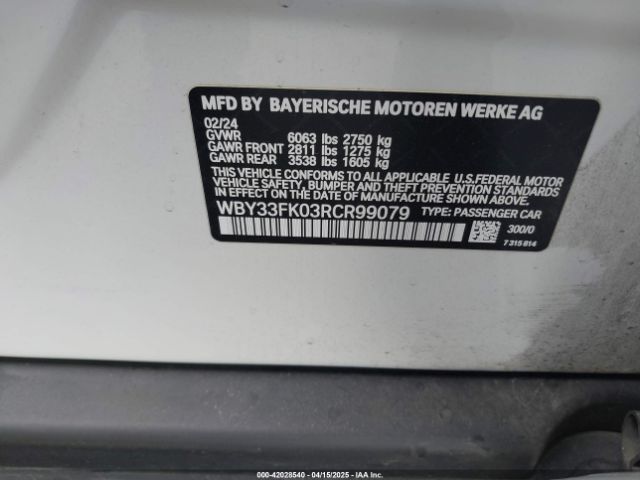 MFD BY BAYERISCHE MOTOREN WERKE AG
02/24
GVWR 6063 lbs 2750 kg
GAWR FRONT 2811 lbs 1275 kg
GAWR REAR 3538 lbs 1605 kg
THIS VEHICLE CONFORMS TO ALL APPLICABLE U.S.FEDERAL MOTOR
VEHICLE SAFETY, BUMPER AND THEFT PREVENTION STANDARDS
IN EFFECT ON THE DATE OF MANUFACTURE SHOWN ABOVE.
WBY33FK03RCR99079 TYPE: PASSENGER CAR
300/0
7 315 814
000-42028540 - 04/15/2025 - IAA, Inc.